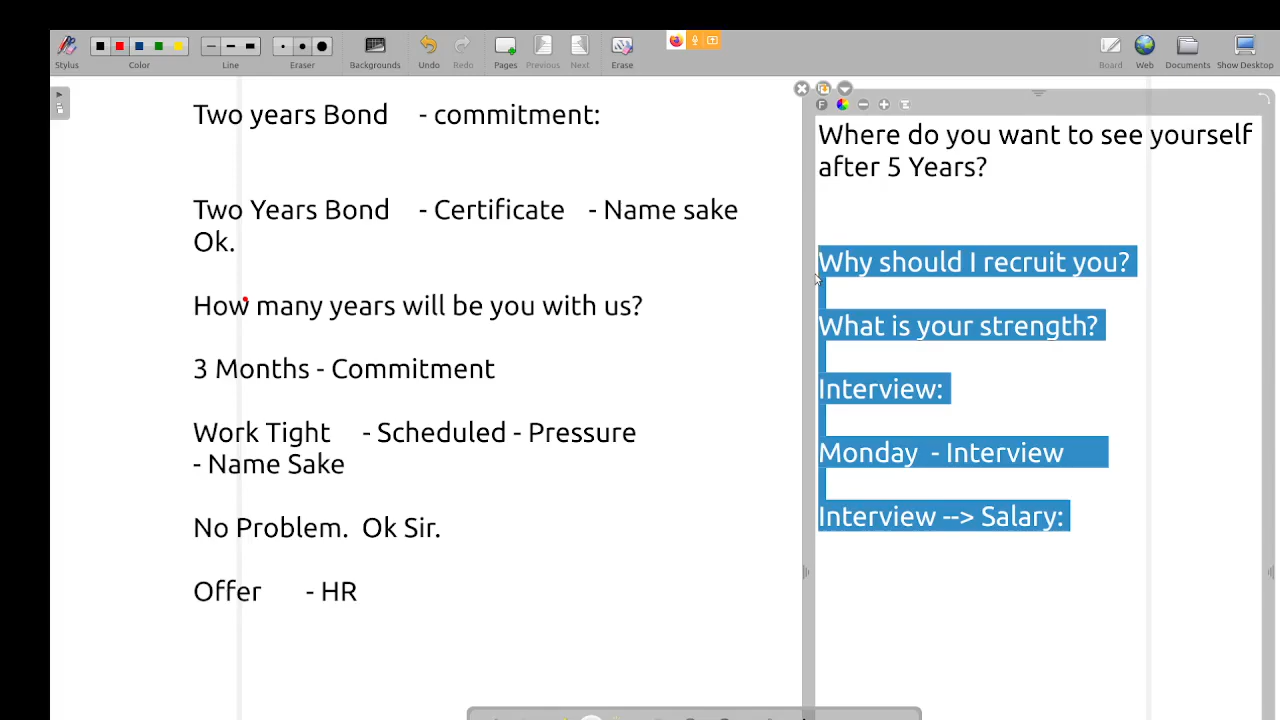 Stylus
Color
Line
Eraser
Backgrounds
Undo
Redo
Pages
Previous
Next
Erase
Board
Web
Documents
Show Desktop
Two years Bond - commitment:
Two Years Bond - Certificate - Name sake
Ok.
How many years will be you with us?
3 Months - Commitment
Work Tight - Scheduled - Pressure
- Name Sake
No Problem. Ok Sir.
Offer - HR
Where do you want to see yourself
after 5 Years?
Why should I recruit you?
What is your strength?
Interview:
Monday - Interview
Interview --> Salary: